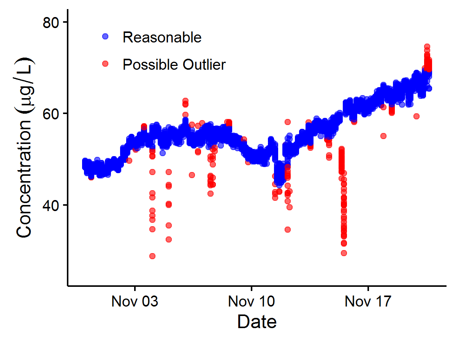 80
60
40
Concentration (μg/L)
Reasonable
Possible Outlier
Nov 03
Nov 10
Nov 17
Date